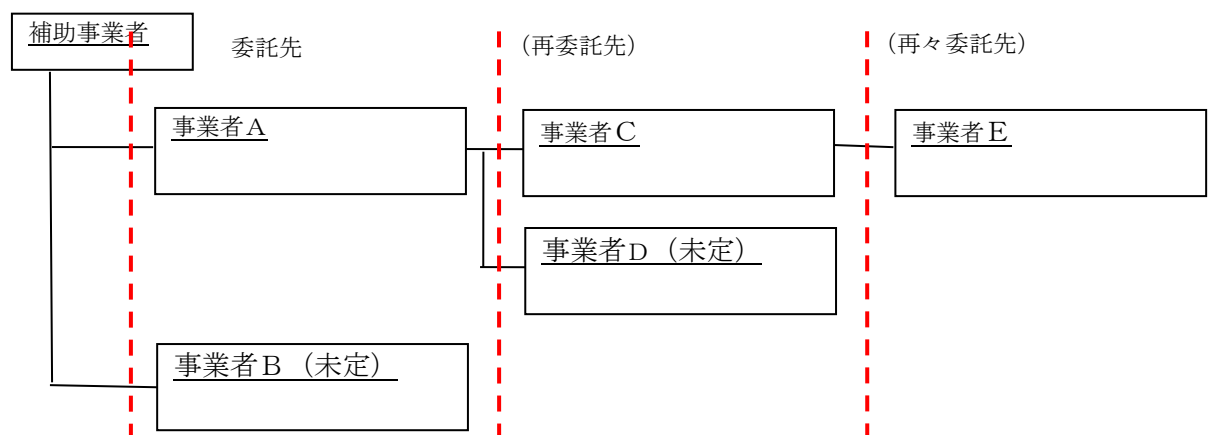 補助事業者
委託先
(再委託先)
(再々委託先)
事業者A
事業者C
事業者E
事業者D（未定）
事業者B（未定）